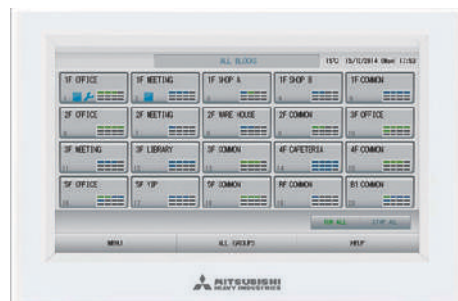 ALL BLOCKS
1F OFFICE 1F MEETING 1F SHOP A 1F SHOP B 1F COMMON
2F OFFICE 2F MEETING 2F WARE HOUSE 2F COMMON 3F OFFICE
3F MEETING 3F LIBRARY 3F COMMON 4F CAFETERIA 4F COMMON
5F OFFICE 5F VIP 5F COMMON RF COMMON B1 COMMON
RUN ALL STOP ALL
MENU ALL GROUPS HELP
MITSUBISHI
HEAVY INDUSTRIES